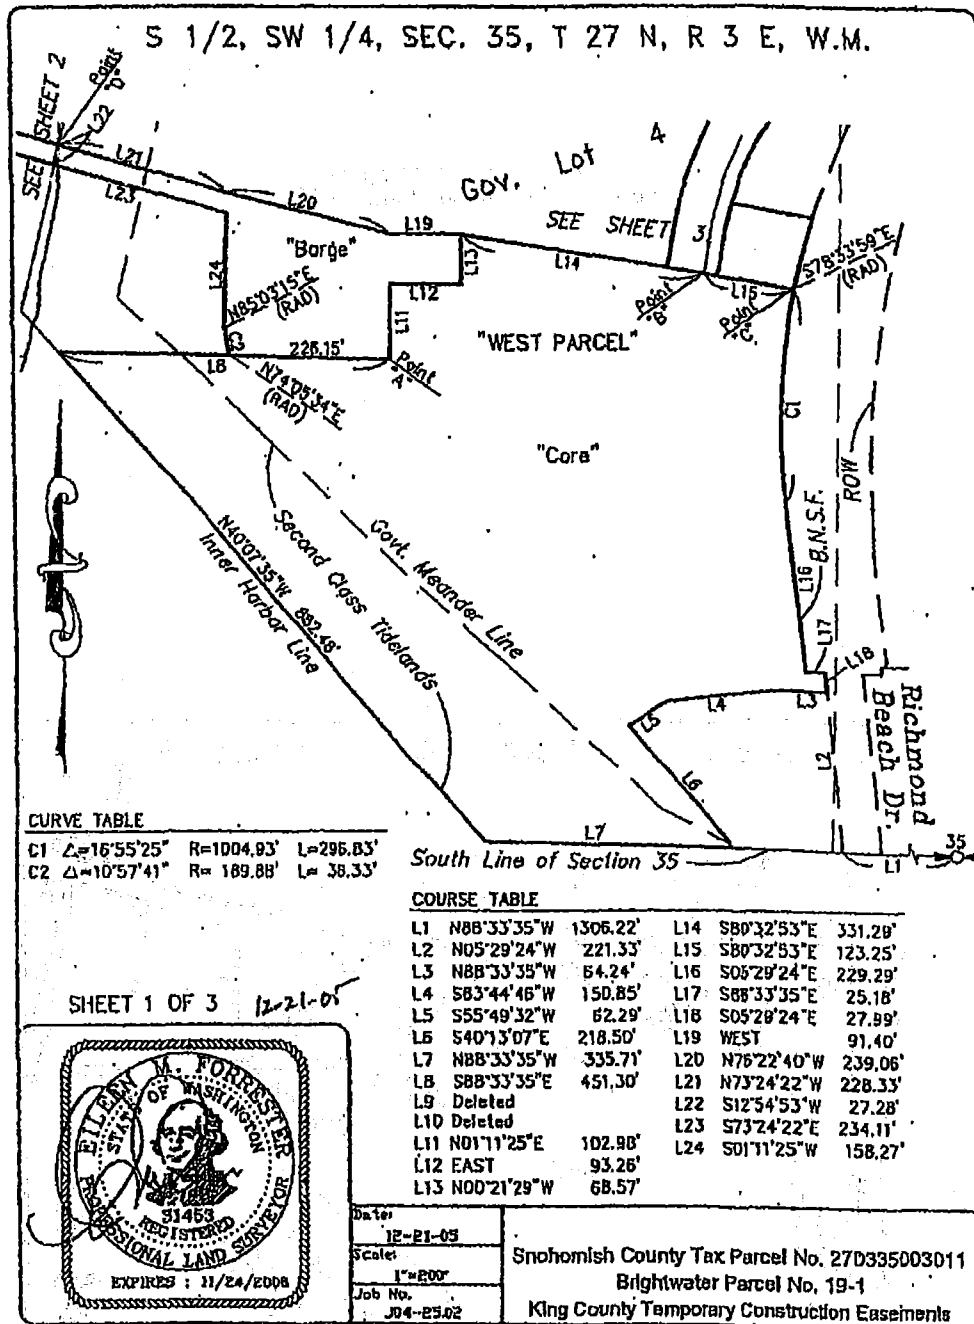 S 1/2, SW 1/4, SEC. 35, T 27 N, R 3 E, W.M.
SEE SHEET 2
Point "D"
L22
L21
L23
L20
L19
L13
L12
L11
L24
"Barge"
N85°03'15"E
(RAD)
C2
226.15'
L8
N74°05'34"E
(RAD)
Point "A"
Gov. Lot 4
SEE SHEET 3
L14
L15
Point "B"
Point "C"
S78°33'59"E
(RAD)
"WEST PARCEL"
"Core"
C1
B.N.S.F.
ROW
L16
L17
L18
L3
L4
L5
L6
L2
Richmond
Beach Dr.
N40°07'35"W 882.48'
Inner Harbor Line
Second Class Tidelands
Govt. Meander Line
L7
South Line of Section 35
L1
35
CURVE TABLE
C1 Δ=16°55'25" R=1004.93' L=296.83'
C2 Δ=10°57'41" R= 189.88' L= 36.33'
COURSE TABLE
L1 N88°33'35"W 1306.22'
L2 N05°29'24"W 221.33'
L3 N88°33'35"W 64.24'
L4 S83°44'46"W 150.85'
L5 S55°49'32"W 62.29'
L6 S40°13'07"E 218.50'
L7 N88°33'35"W 335.71'
L8 S88°33'35"E 451.30'
L9 Deleted
L10 Deleted
L11 N01°11'25"E 102.98'
L12 EAST 93.26'
L13 N00°21'29"W 68.57'
L14 S80°32'53"E 331.29'
L15 S80°32'53"E 123.25'
L16 S05°29'24"E 229.29'
L17 S88°33'35"E 25.18'
L18 S05°29'24"E 27.99'
L19 WEST 91.40'
L20 N76°22'40"W 239.06'
L21 N73°24'22"W 228.33'
L22 S12°54'53"W 27.28'
L23 S73°24'22"E 234.11'
L24 S01°11'25"W 158.27'
SHEET 1 OF 3
12-21-05
EILEEN M. FORRESTER
STATE OF WASHINGTON
31453
REGISTERED
PROFESSIONAL LAND SURVEYOR
EXPIRES : 11/24/2006
Date:
12-21-05
Scale:
1"=200'
Job No.
J04-25.02
Snohomish County Tax Parcel No. 270335003011
Brightwater Parcel No. 19-1
King County Temporary Construction Easements